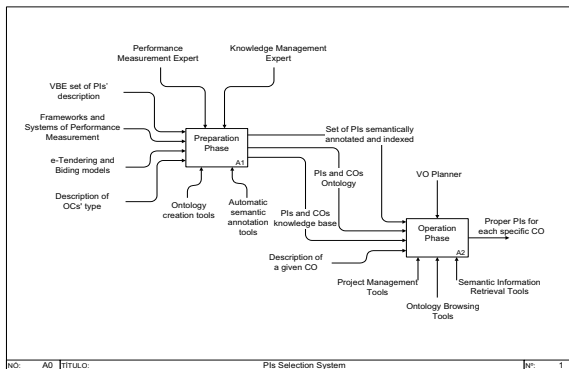 Performance
Measurement Expert
Knowledge Management
Expert
VBE set of PIs'
description
Frameworks and
Systems of Performance
Measurement
e-Tendering and
Biding models
Description of
OCs' type
Preparation
Phase
A1
Ontology
creation tools
Automatic
semantic
annotation
tools
Set of PIs semantically
annotated and indexed
PIs and COs
Ontology
PIs and COs
knowledge base
Description of
a given CO
VO Planner
Operation
Phase
A2
Proper PIs for
each specific CO
Project Management
Tools
Ontology Browsing
Tools
Semantic Information
Retrieval Tools
NÓ: A0 TÍTULO: PIs Selection System Nº: 1